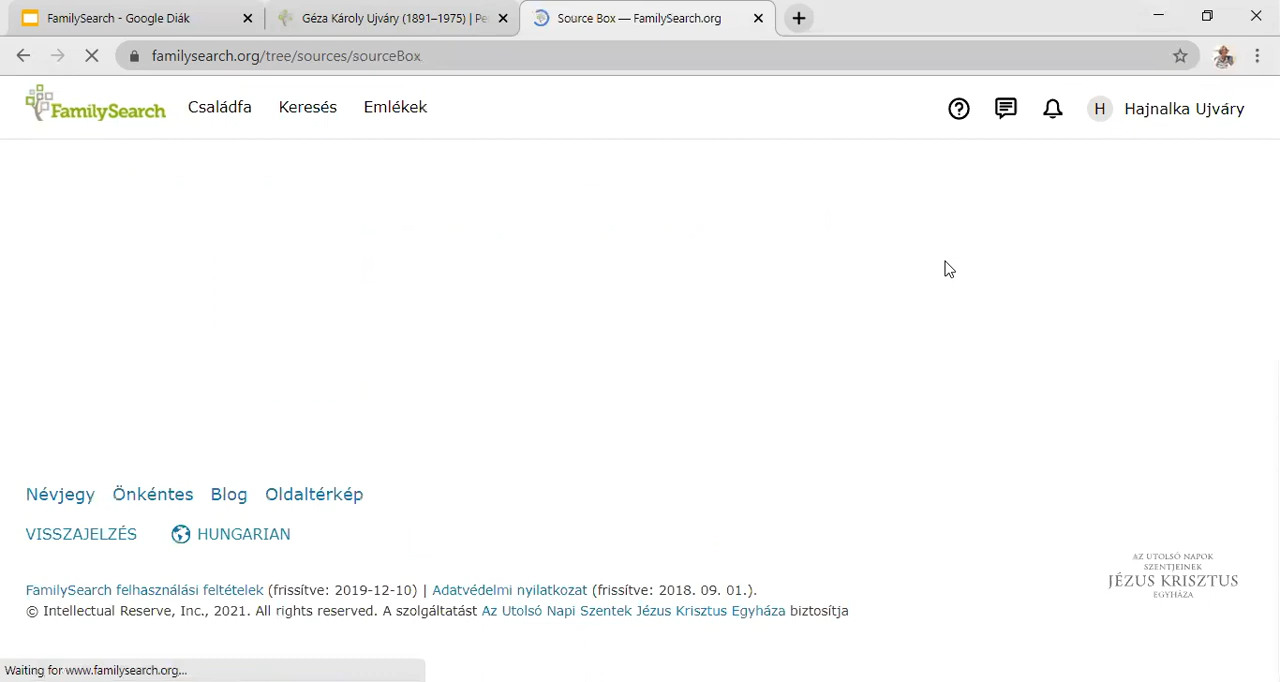 FamilySearch - Google Diák
Géza Károly Ujváry (1891–1975) | Pe
Source Box — FamilySearch.org
familysearch.org/tree/sources/sourceBox
FamilySearch
Családfa
Keresés
Emlékek
H
Hajnalka Ujváry
Névjegy
Önkéntes
Blog
Oldaltérkép
VISSZAJELZÉS
HUNGARIAN
AZ UTOLSÓ NAPOK
SZENTJEINEK
JÉZUS KRISZTUS
EGYHÁZA
FamilySearch felhasználási feltételek (frissítve: 2019-12-10) | Adatvédelmi nyilatkozat (frissítve: 2018. 09. 01.).
© Intellectual Reserve, Inc., 2021. All rights reserved. A szolgáltatást Az Utolsó Napi Szentek Jézus Krisztus Egyháza biztosítja
Waiting for www.familysearch.org...